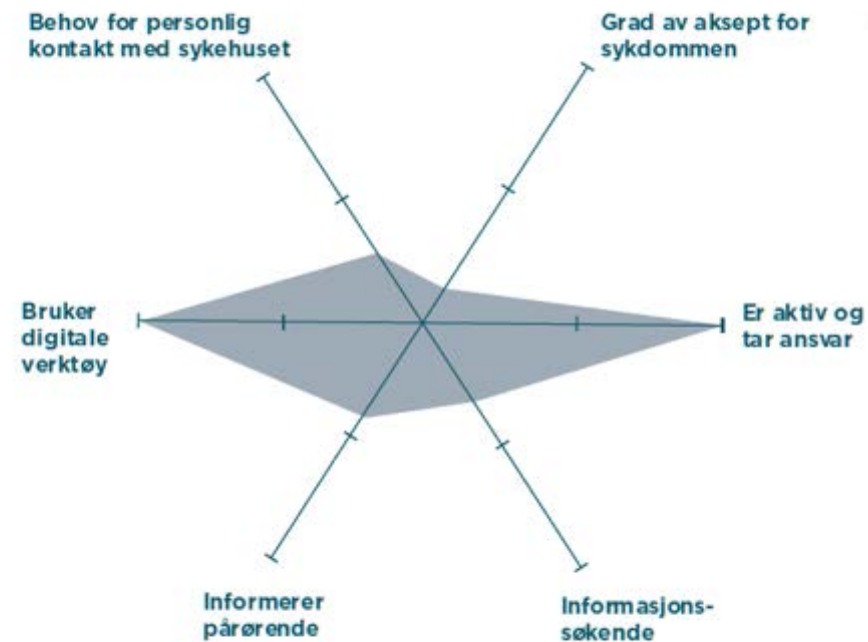 Behov for personlig
kontakt med sykehuset
Grad av aksept for
sykdommen
Bruker
digitale
verktøy
Er aktiv og
tar ansvar
Informerer
pårørende
Informasjons-
søkende